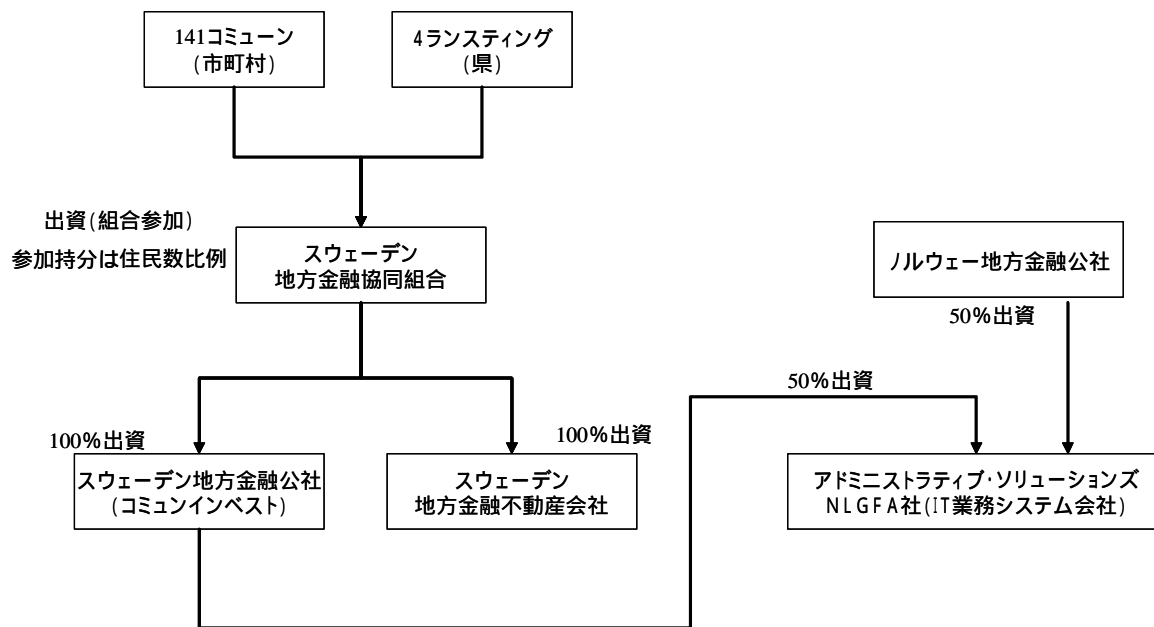 141コミューン
(市町村)
4ランスティング
(県)
出資(組合参加)
参加持分は住民数比例
スウェーデン
地方金融協同組合
ノルウェー地方金融公社
50%出資
50%出資
100%出資
100%出資
スウェーデン地方金融公社
(コミュンインベスト)
スウェーデン
地方金融不動産会社
アドミニストラティブ・ソリューションズ
NLGFA社(IT業務システム会社)